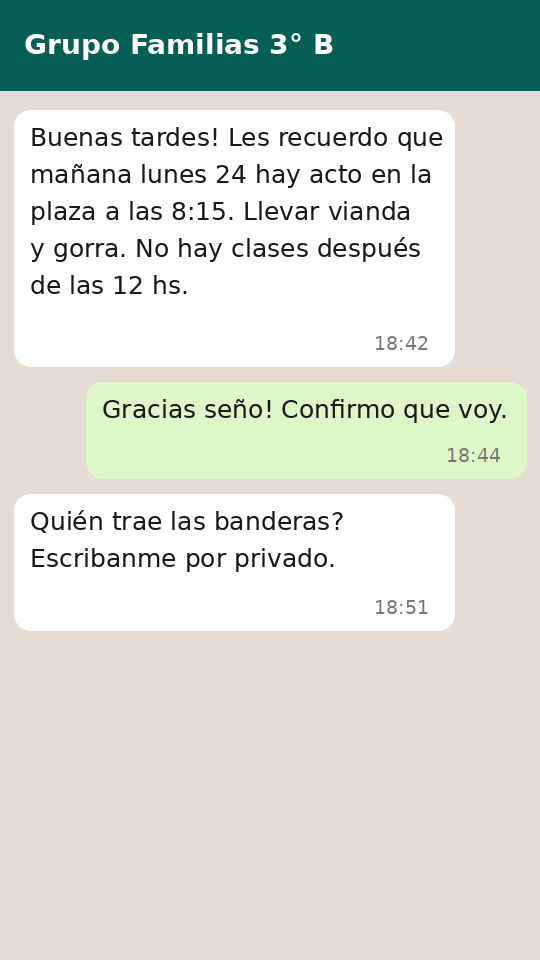 Grupo Familias 3° B
Buenas tardes! Les recuerdo que
mañana lunes 24 hay acto en la
plaza a las 8:15. Llevar vianda
y gorra. No hay clases después
de las 12 hs.
18:42
Gracias seño! Confirmo que voy.
18:44
Quién trae las banderas?
Escribanme por privado.
18:51